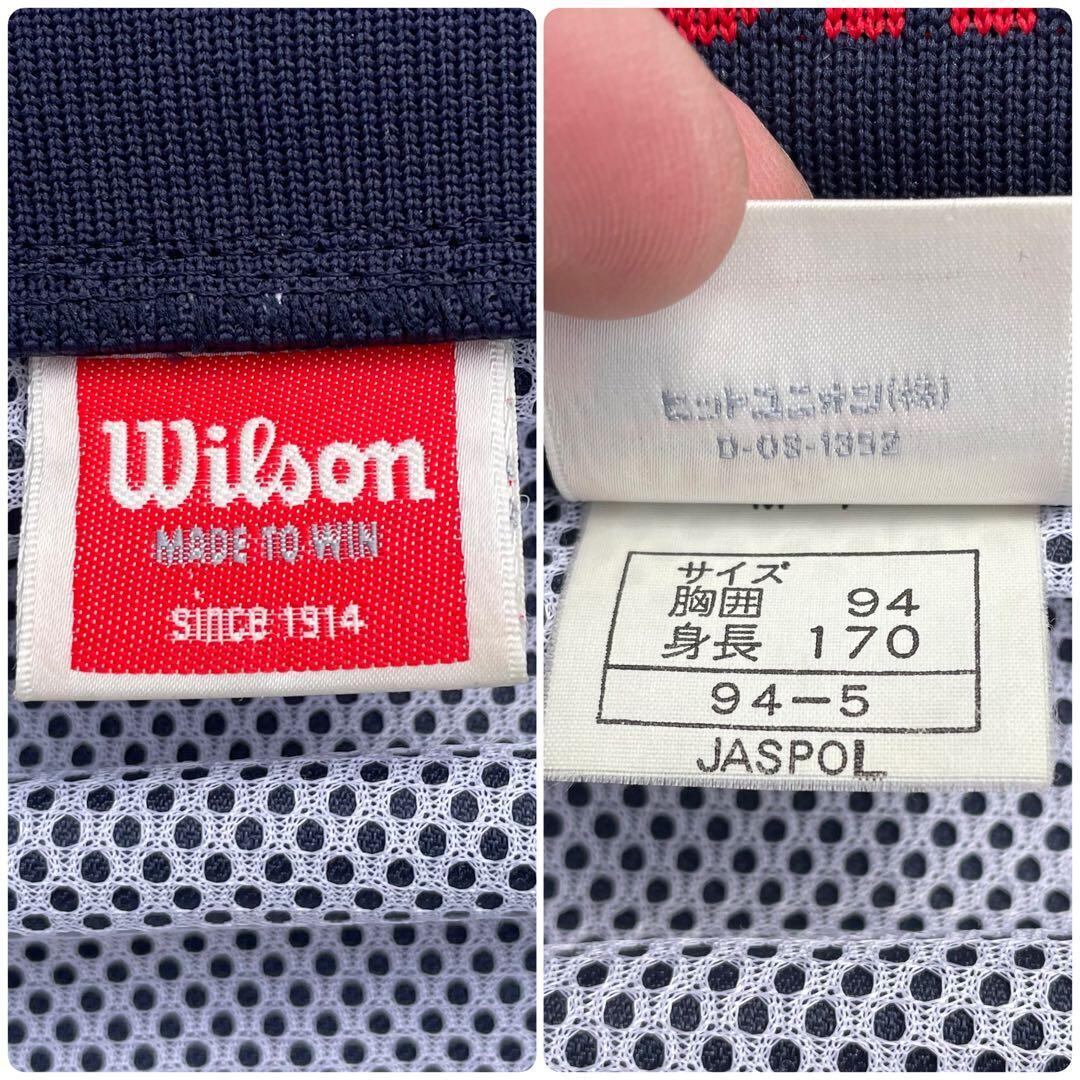 Wilson
MADE TO WIN
SINCE 1914
ヒットユニオン(株)
D-08-1392
サイズ
胸囲 94
身長 170
94-5
JASPOL